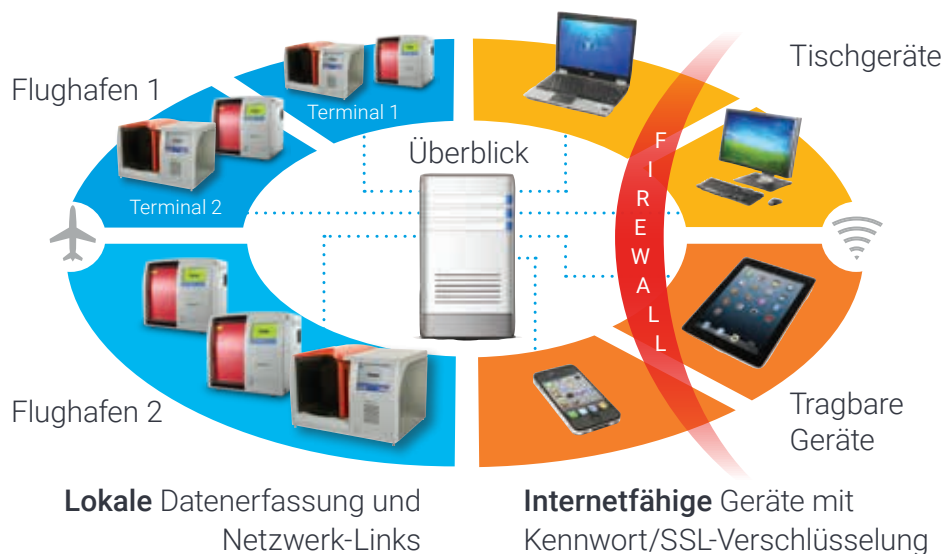 Flughafen 1
Terminal 1
Terminal 2
Überblick
Tischgeräte
FIREWALL
Flughafen 2
Tragbare
Geräte
Lokale Datenerfassung und
Netzwerk-Links
Internetfähige Geräte mit
Kennwort/SSL-Verschlüsselung